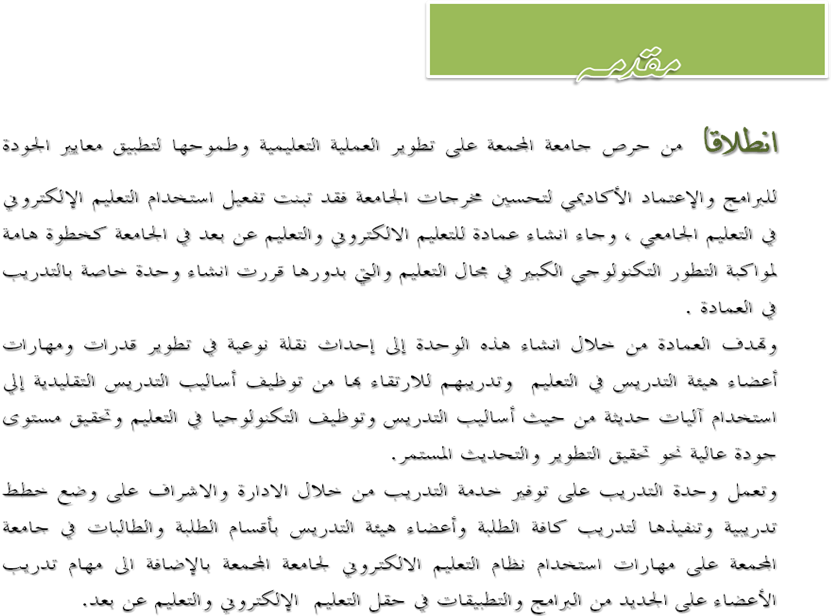 مقدمه
انطلاقا من حرص جامعة المجمعة على تطوير العملية التعليمية وطموحها لتطبيق معايير الجودة
للبرامج والإعتماد الأكاديمي لتحسين مخرجات الجامعة فقد تبنت تفعيل استخدام التعليم الإلكتروني
في التعليم الجامعي ، وجاء انشاء عمادة للتعليم الالكتروني والتعليم عن بعد في الجامعة كخطوة هامة
لمواكبة التطور التكنولوجي الكبير في مجال التعليم والتي بدورها قررت انشاء وحدة خاصة بالتدريب
في العمادة .
وتهدف العمادة من خلال انشاء هذه الوحدة إلى إحداث نقلة نوعية في تطوير قدرات ومهارات
أعضاء هيئة التدريس في التعليم وتدريبهم للارتقاء بها من توظيف أساليب التدريس التقليدية إلي
استخدام آليات حديثة من حيث أساليب التدريس وتوظيف التكنولوجيا في التعليم وتحقيق مستوى
جودة عالية نحو تحقيق التطوير والتحديث المستمر.
وتعمل وحدة التدريب على توفير خدمة التدريب من خلال الادارة والاشراف على وضع خطط
تدريبية وتنفيذها لتدريب كافة الطلبة وأعضاء هيئة التدريس بأقسام الطلبة والطالبات في جامعة
المجمعة على مهارات استخدام نظام التعليم الالكتروني لجامعة المجمعة بالإضافة الى مهام تدريب
الأعضاء على الجديد من البرامج والتطبيقات في حقل التعليم الإلكتروني والتعليم عن بعد.